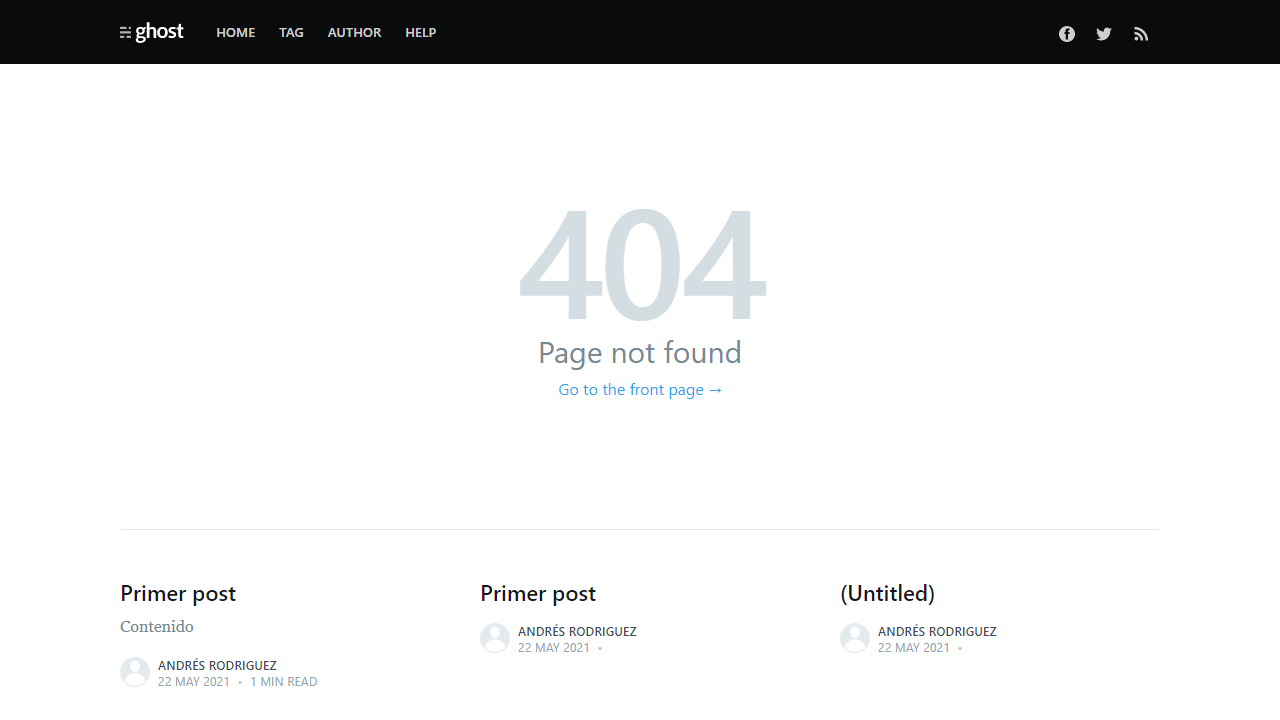 ghost HOME TAG AUTHOR HELP
404
Page not found
Go to the front page →
Primer post
Contenido
ANDRÉS RODRIGUEZ
22 MAY 2021 • 1 MIN READ
Primer post
ANDRÉS RODRIGUEZ
22 MAY 2021 •
(Untitled)
ANDRÉS RODRIGUEZ
22 MAY 2021 •